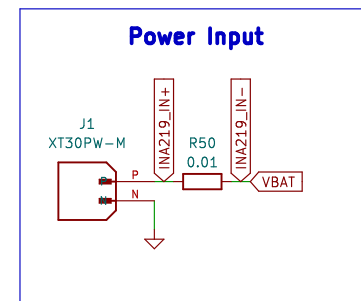 Power Input
INA219_IN+
INA219_IN-
J1
XT30PW-M
R50
0.01
P
VBAT
N